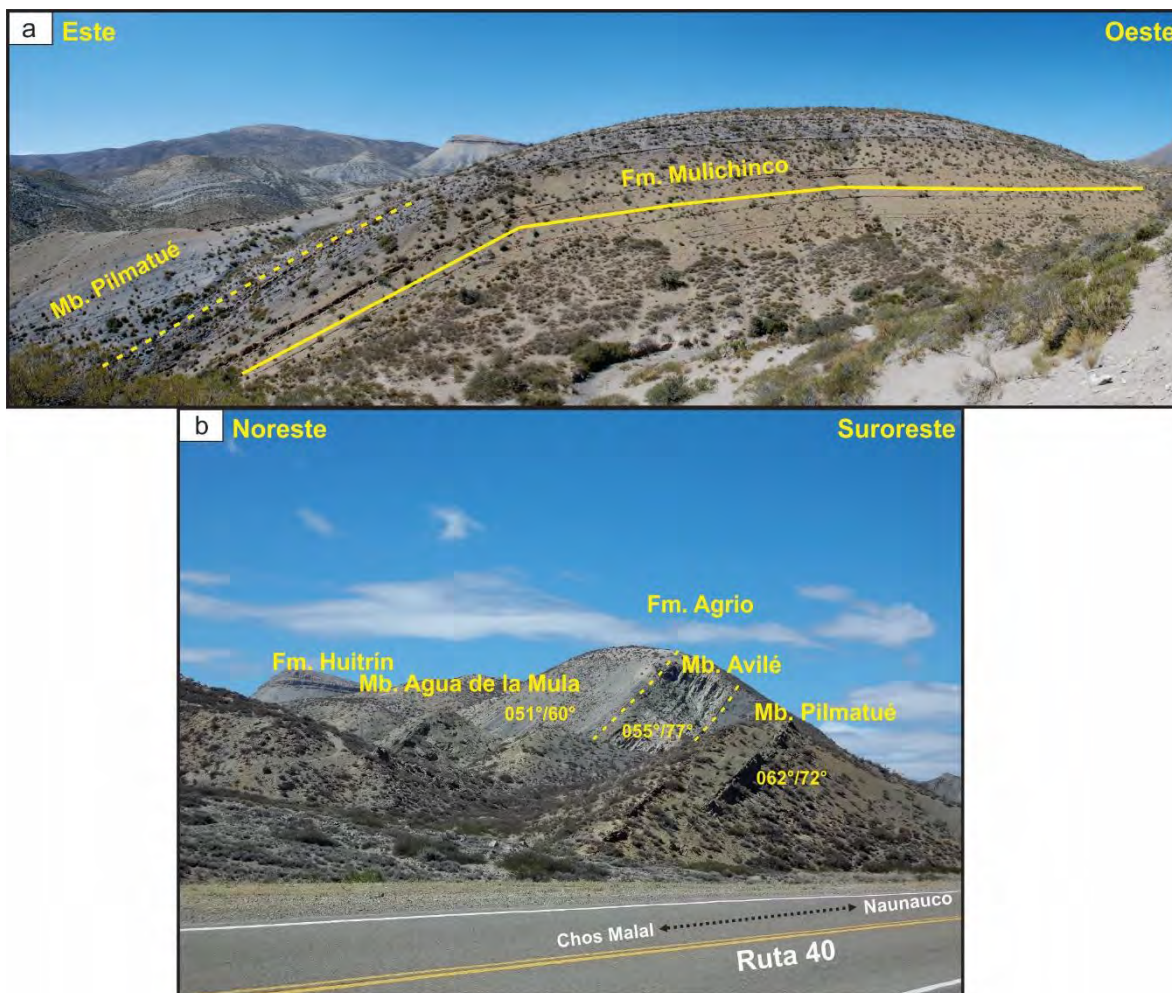 a
Este
Oeste
Fm. Mulichinco
Mb. Pilmatué
b
Noreste
Suroreste
Fm. Agrio
Fm. Huitrín
Mb. Avilé
Mb. Agua de la Mula
Mb. Pilmatué
051°/60°
055°/77°
062°/72°
Naunauco
Chos Malal
Ruta 40